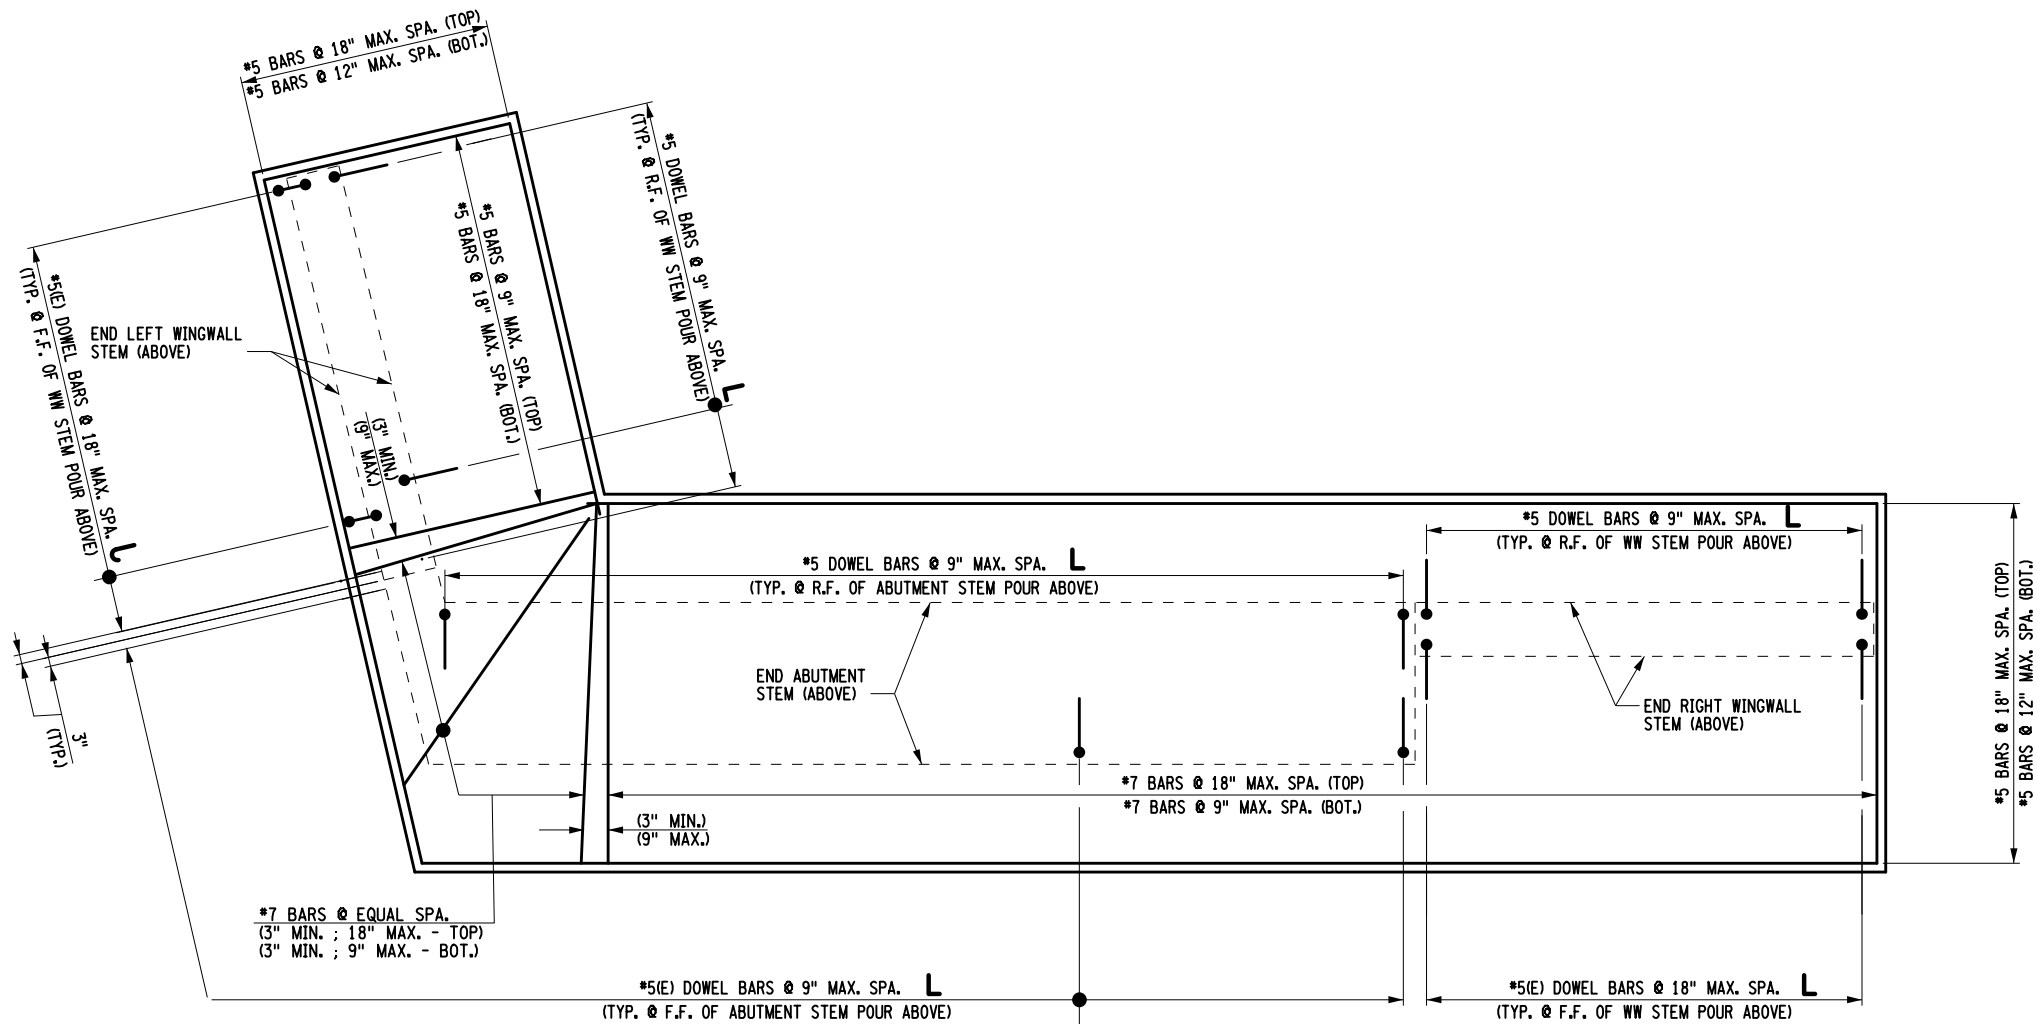 #5 BARS @ 18" MAX. SPA. (TOP)
#5 BARS @ 12" MAX. SPA. (BOT.)
#5 DOWEL BARS @ 9" MAX. SPA.
(TYP. @ R.F. OF WW STEM POUR ABOVE)
#5 BARS @ 9" MAX. SPA. (TOP)
#5 BARS @ 18" MAX. SPA. (BOT.)
#5(E) DOWEL BARS @ 18" MAX. SPA.
(TYP. @ F.F. OF WW STEM POUR ABOVE)
END LEFT WINGWALL
STEM (ABOVE)
(3" MIN.)
(9" MAX.)
#5 DOWEL BARS @ 9" MAX. SPA.
(TYP. @ R.F. OF WW STEM POUR ABOVE)
#5 DOWEL BARS @ 9" MAX. SPA.
(TYP. @ R.F. OF ABUTMENT STEM POUR ABOVE)
#5 BARS @ 18" MAX. SPA. (TOP)
#5 BARS @ 12" MAX. SPA. (BOT.)
END ABUTMENT
STEM (ABOVE)
END RIGHT WINGWALL
STEM (ABOVE)
3"
(TYP.)
#7 BARS @ 18" MAX. SPA. (TOP)
#7 BARS @ 9" MAX. SPA. (BOT.)
(3" MIN.)
(9" MAX.)
#7 BARS @ EQUAL SPA.
(3" MIN. ; 18" MAX. - TOP)
(3" MIN. ; 9" MAX. - BOT.)
#5(E) DOWEL BARS @ 9" MAX. SPA.
(TYP. @ F.F. OF ABUTMENT STEM POUR ABOVE)
#5(E) DOWEL BARS @ 18" MAX. SPA.
(TYP. @ F.F. OF WW STEM POUR ABOVE)